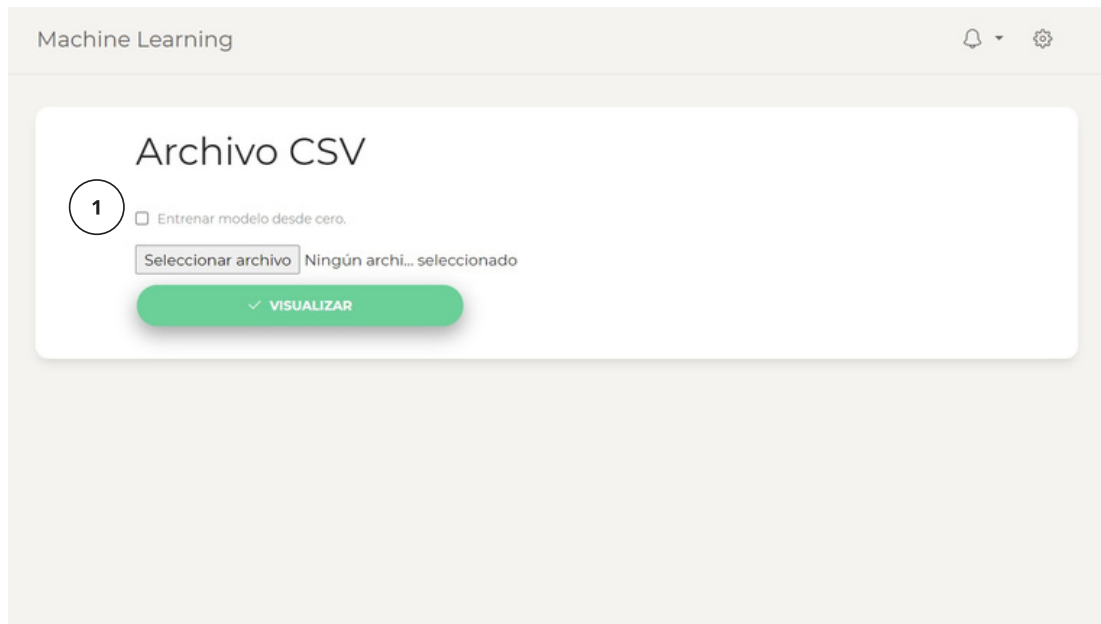 Machine Learning
Archivo CSV
1
Entrenar modelo desde cero.
Seleccionar archivo Ningún archi... seleccionado
VISUALIZAR